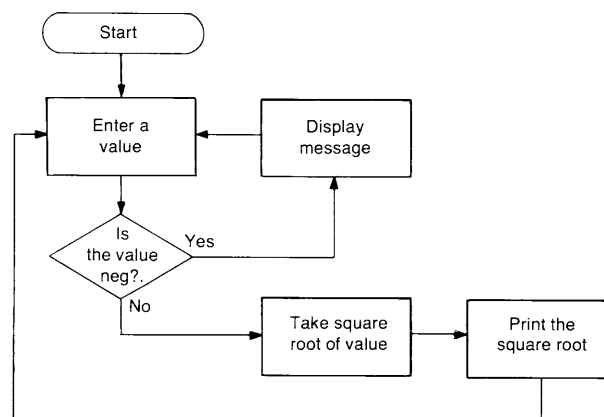 Start
Enter a
value
Display
message
Is
the value
neg?.
Yes
No
Take square
root of value
Print the
square root